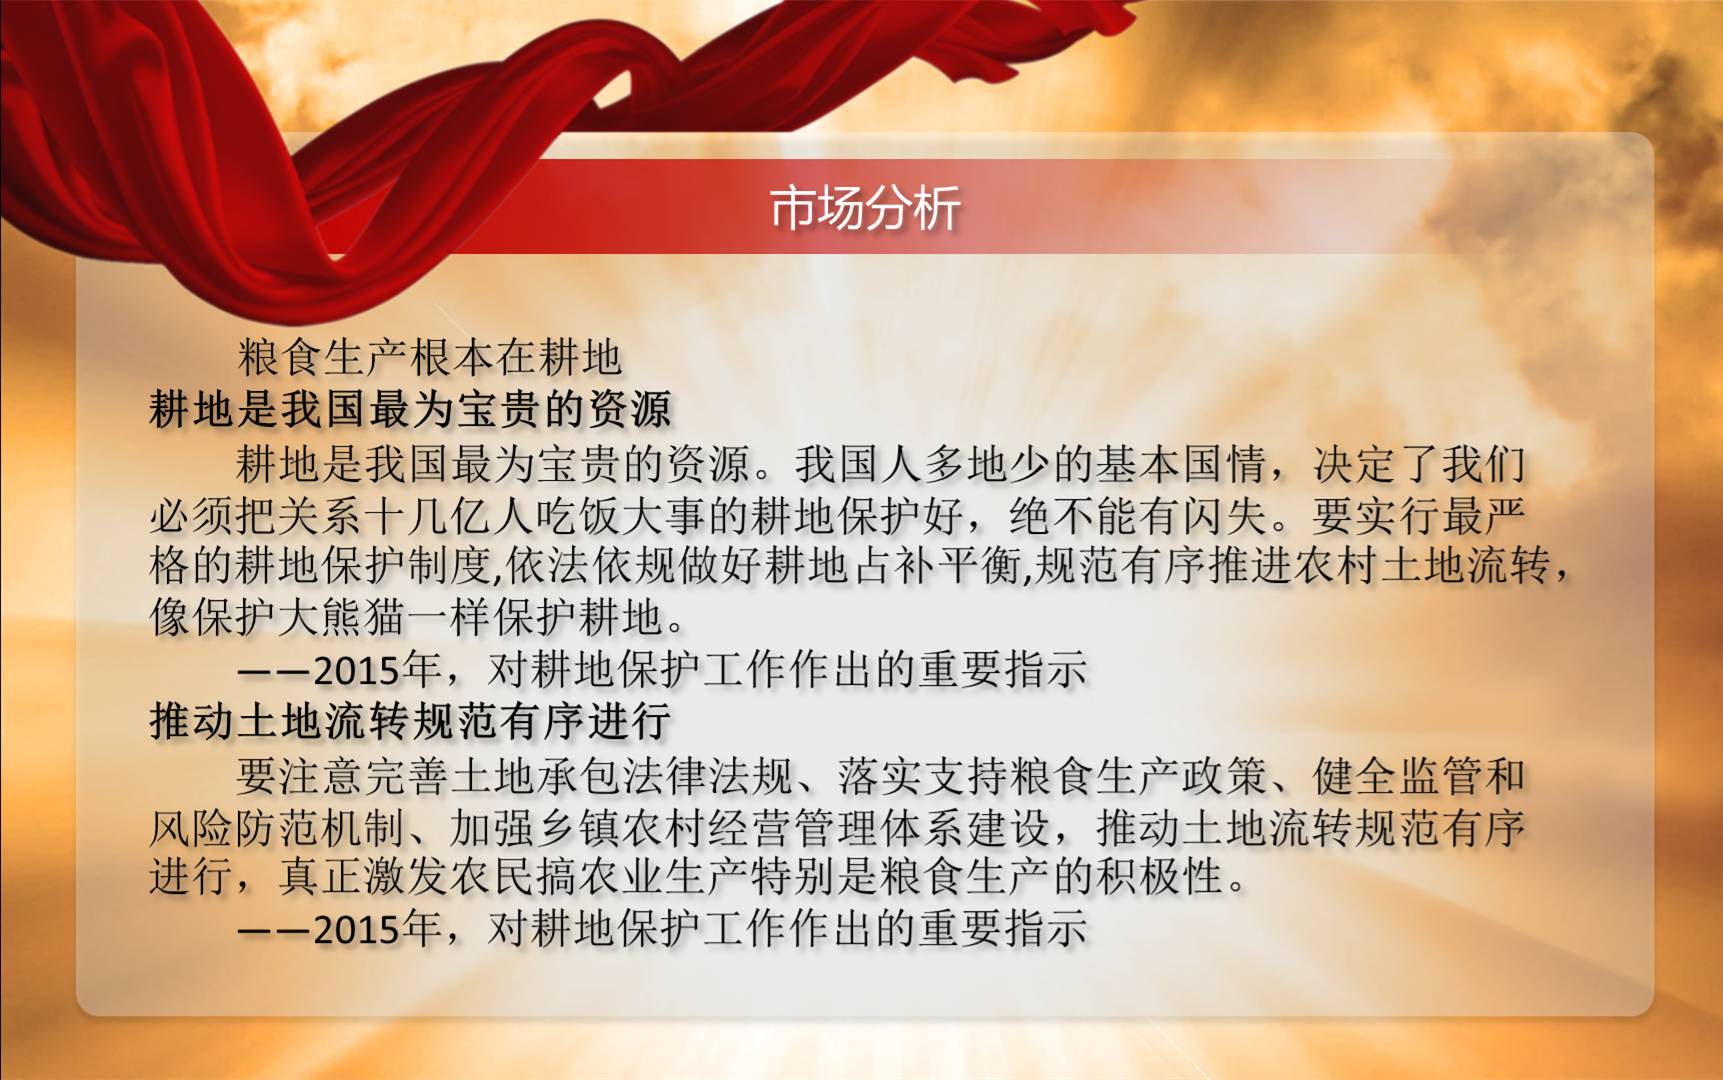 市场分析
粮食生产根本在耕地
耕地是我国最为宝贵的资源
耕地是我国最为宝贵的资源。我国人多地少的基本国情，决定了我们
必须把关系十几亿人吃饭大事的耕地保护好，绝不能有闪失。要实行最严
格的耕地保护制度,依法依规做好耕地占补平衡,规范有序推进农村土地流转，
像保护大熊猫一样保护耕地。
——2015年，对耕地保护工作作出的重要指示
推动土地流转规范有序进行
要注意完善土地承包法律法规、落实支持粮食生产政策、健全监管和
风险防范机制、加强乡镇农村经营管理体系建设，推动土地流转规范有序
进行，真正激发农民搞农业生产特别是粮食生产的积极性。
——2015年，对耕地保护工作作出的重要指示